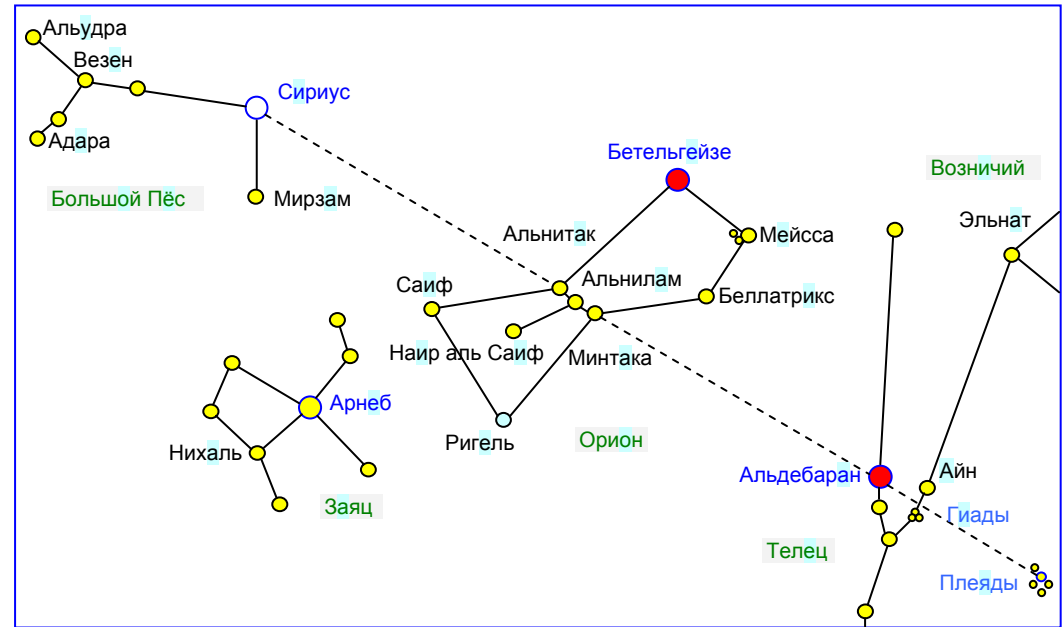 Альудра
Везен
Сириус
Адара
Бетельгейзе
Возничий
Большой Пёс
Мирзам
Эльнат
Альнитак
Мейсса
Саиф
Альнилам
Беллатрикс
Наир аль Саиф
Минтака
Арнеб
Ригель
Орион
Нихаль
Альдебаран
Айн
Заяц
Гиады
Телец
Плеяды